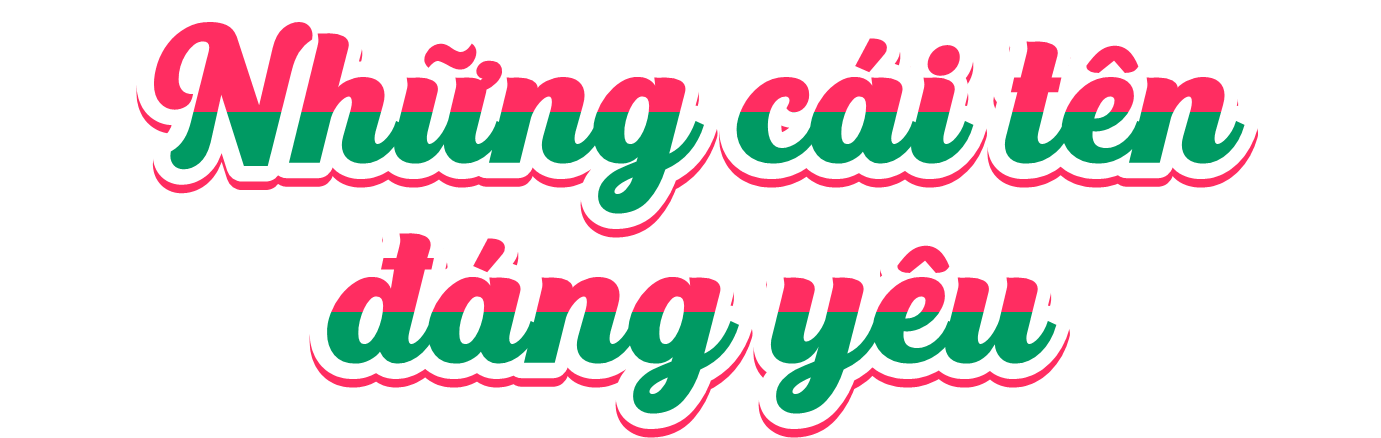 Những cái tên
đáng yêu